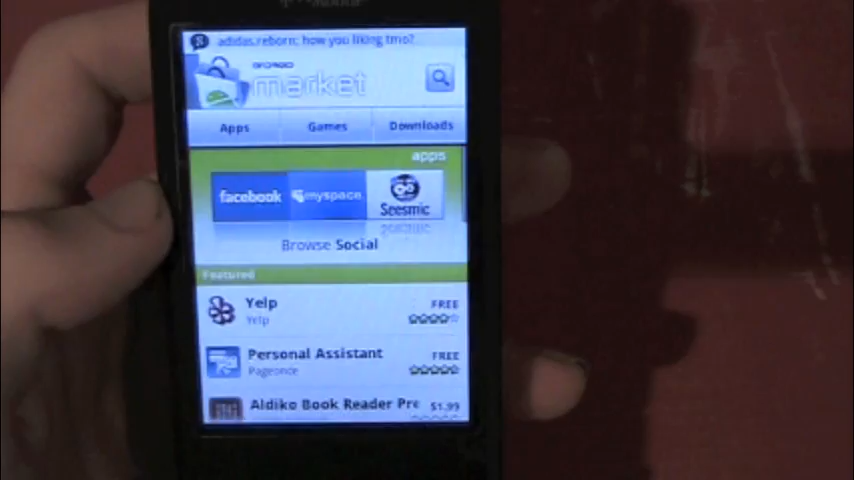 adidas.reborn: how you liking tmo?
ANDROID
market
Apps Games Downloads
apps
facebook myspace Seesmic
Browse Social
Featured
Yelp FREE
Yelp
Personal Assistant FREE
Pageonce
Aldiko Book Reader Pre $1.99